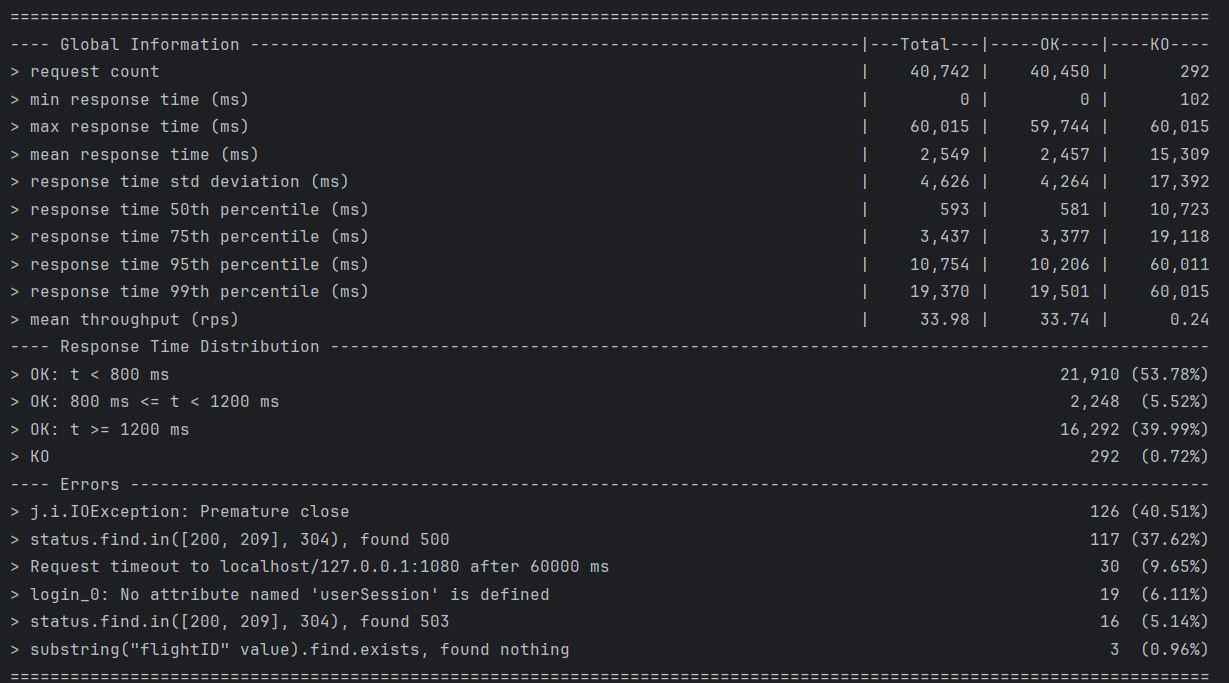 ========================================================================================================================
---- Global Information -------------------------------------------------------------|---Total---|-----OK----|----KO----
> request count                                                                      |    40,742 |    40,450 |       292
> min response time (ms)                                                             |         0 |         0 |       102
> max response time (ms)                                                             |    60,015 |    59,744 |    60,015
> mean response time (ms)                                                            |     2,549 |     2,457 |    15,309
> response time std deviation (ms)                                                   |     4,626 |     4,264 |    17,392
> response time 50th percentile (ms)                                                 |       593 |       581 |    10,723
> response time 75th percentile (ms)                                                 |     3,437 |     3,377 |    19,118
> response time 95th percentile (ms)                                                 |    10,754 |    10,206 |    60,011
> response time 99th percentile (ms)                                                 |    19,370 |    19,501 |    60,015
> mean throughput (rps)                                                              |     33.98 |     33.74 |      0.24
---- Response Time Distribution ----------------------------------------------------------------------------------------
> OK: t < 800 ms                                                                                         21,910 (53.78%)
> OK: 800 ms <= t < 1200 ms                                                                               2,248  (5.52%)
> OK: t >= 1200 ms                                                                                       16,292 (39.99%)
> KO                                                                                                        292  (0.72%)
---- Errors ------------------------------------------------------------------------------------------------------------
> j.i.IOException: Premature close                                                                          126 (40.51%)
> status.find.in([200, 209], 304), found 500                                                                117 (37.62%)
> Request timeout to localhost/127.0.0.1:1080 after 60000 ms                                                 30  (9.65%)
> login_0: No attribute named 'userSession' is defined                                                       19  (6.11%)
> status.find.in([200, 209], 304), found 503                                                                 16  (5.14%)
> substring("flightID" value).find.exists, found nothing                                                      3  (0.96%)
========================================================================================================================